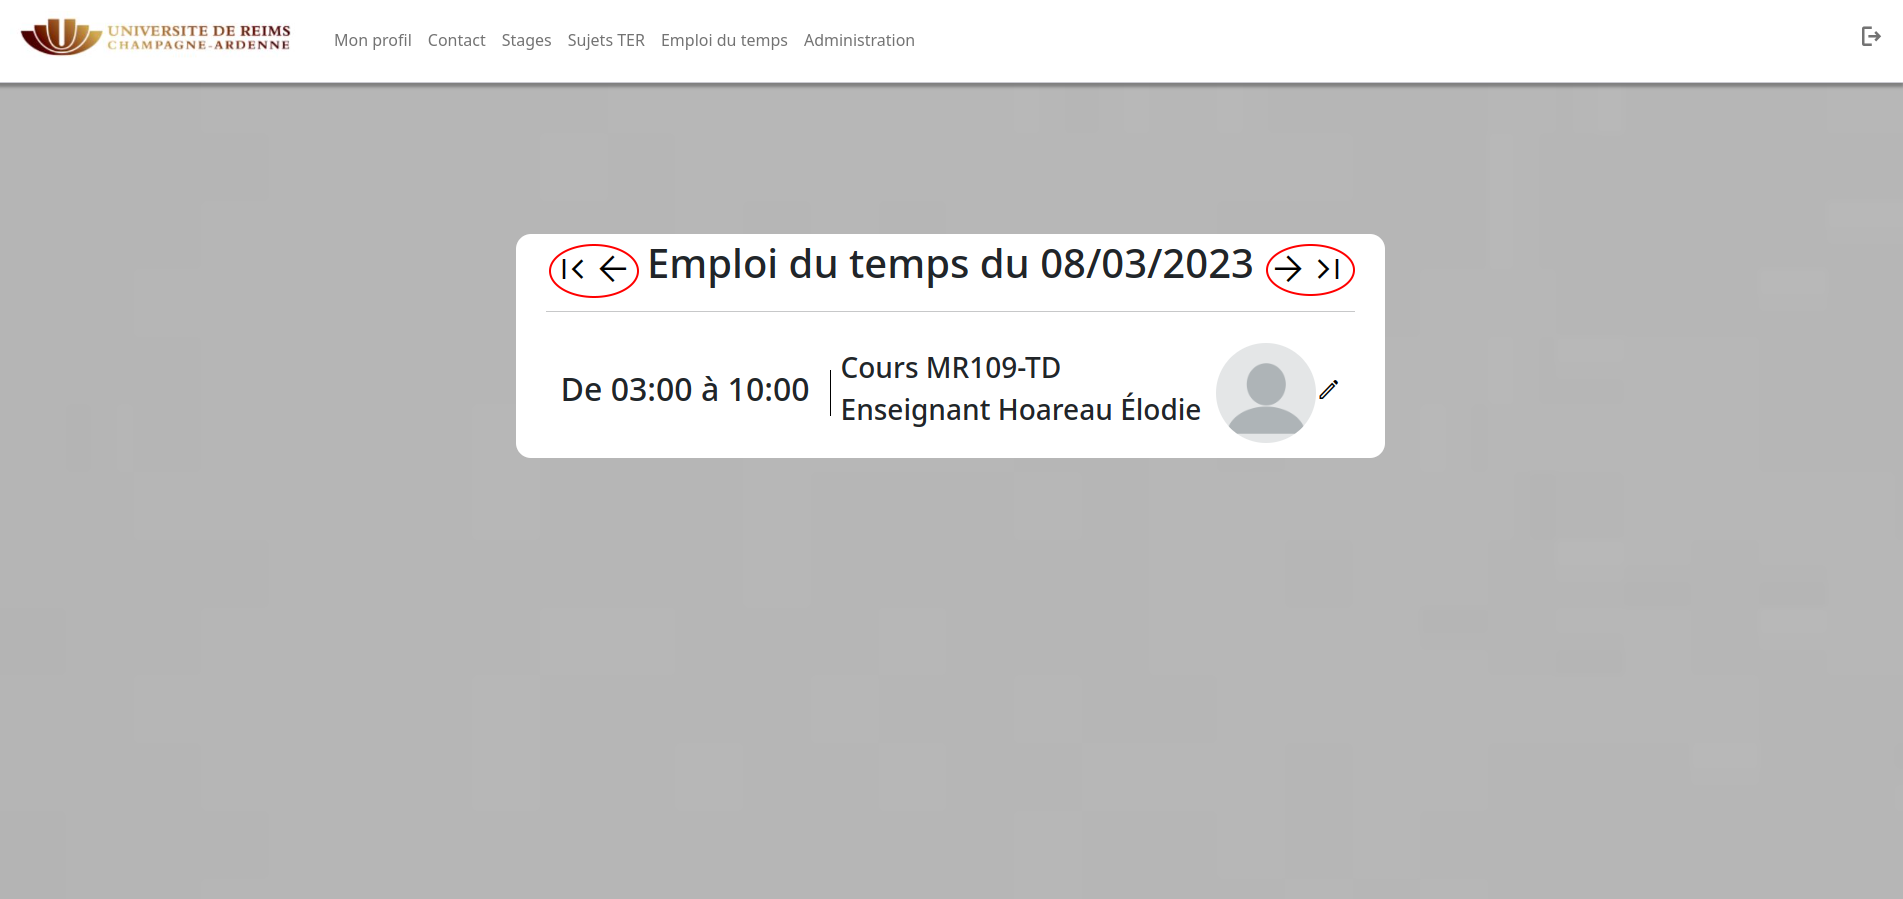 UNIVERSITE DE REIMS
CHAMPAGNE-ARDENNE
Mon profil Contact Stages Sujets TER Emploi du temps Administration
Emploi du temps du 08/03/2023
De 03:00 à 10:00
Cours MR109-TD
Enseignant Hoareau Élodie